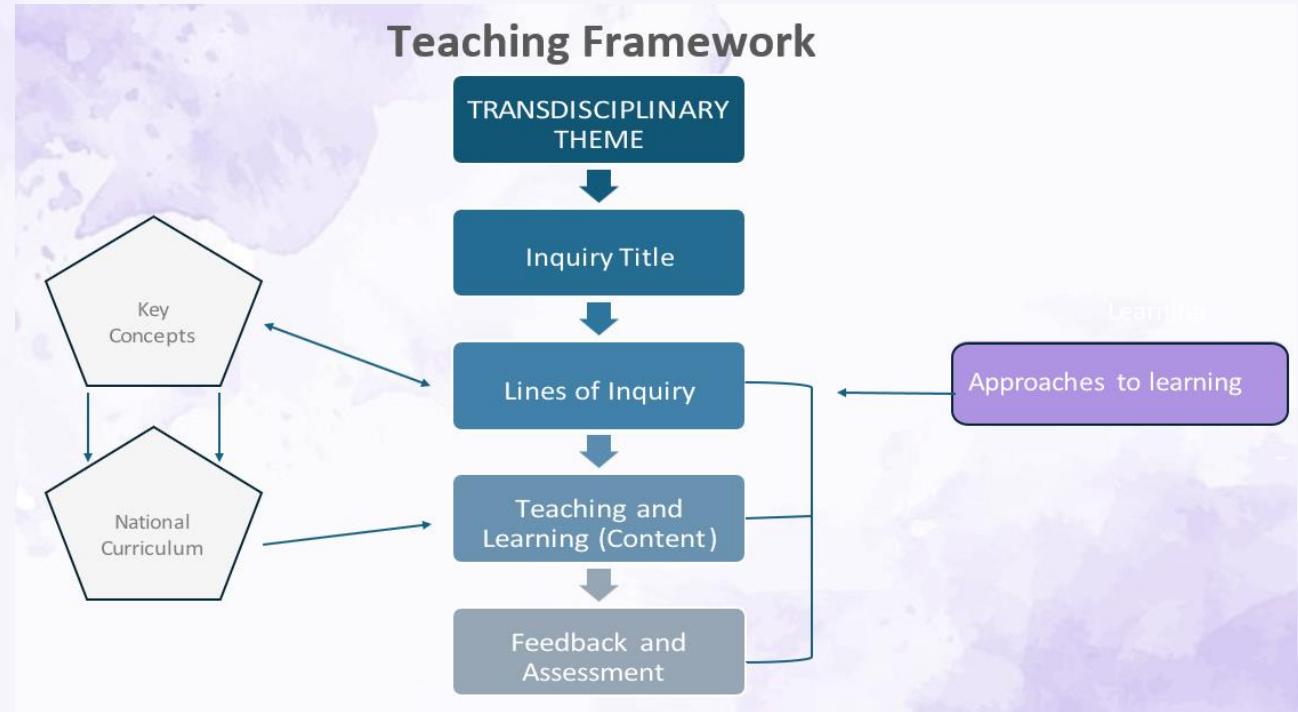 Teaching Framework
TRANSDISCIPLINARY
THEME
Inquiry Title
Key
Concepts
Learning
Lines of Inquiry
Approaches to learning
Teaching and
Learning (Content)
National
Curriculum
Feedback and
Assessment